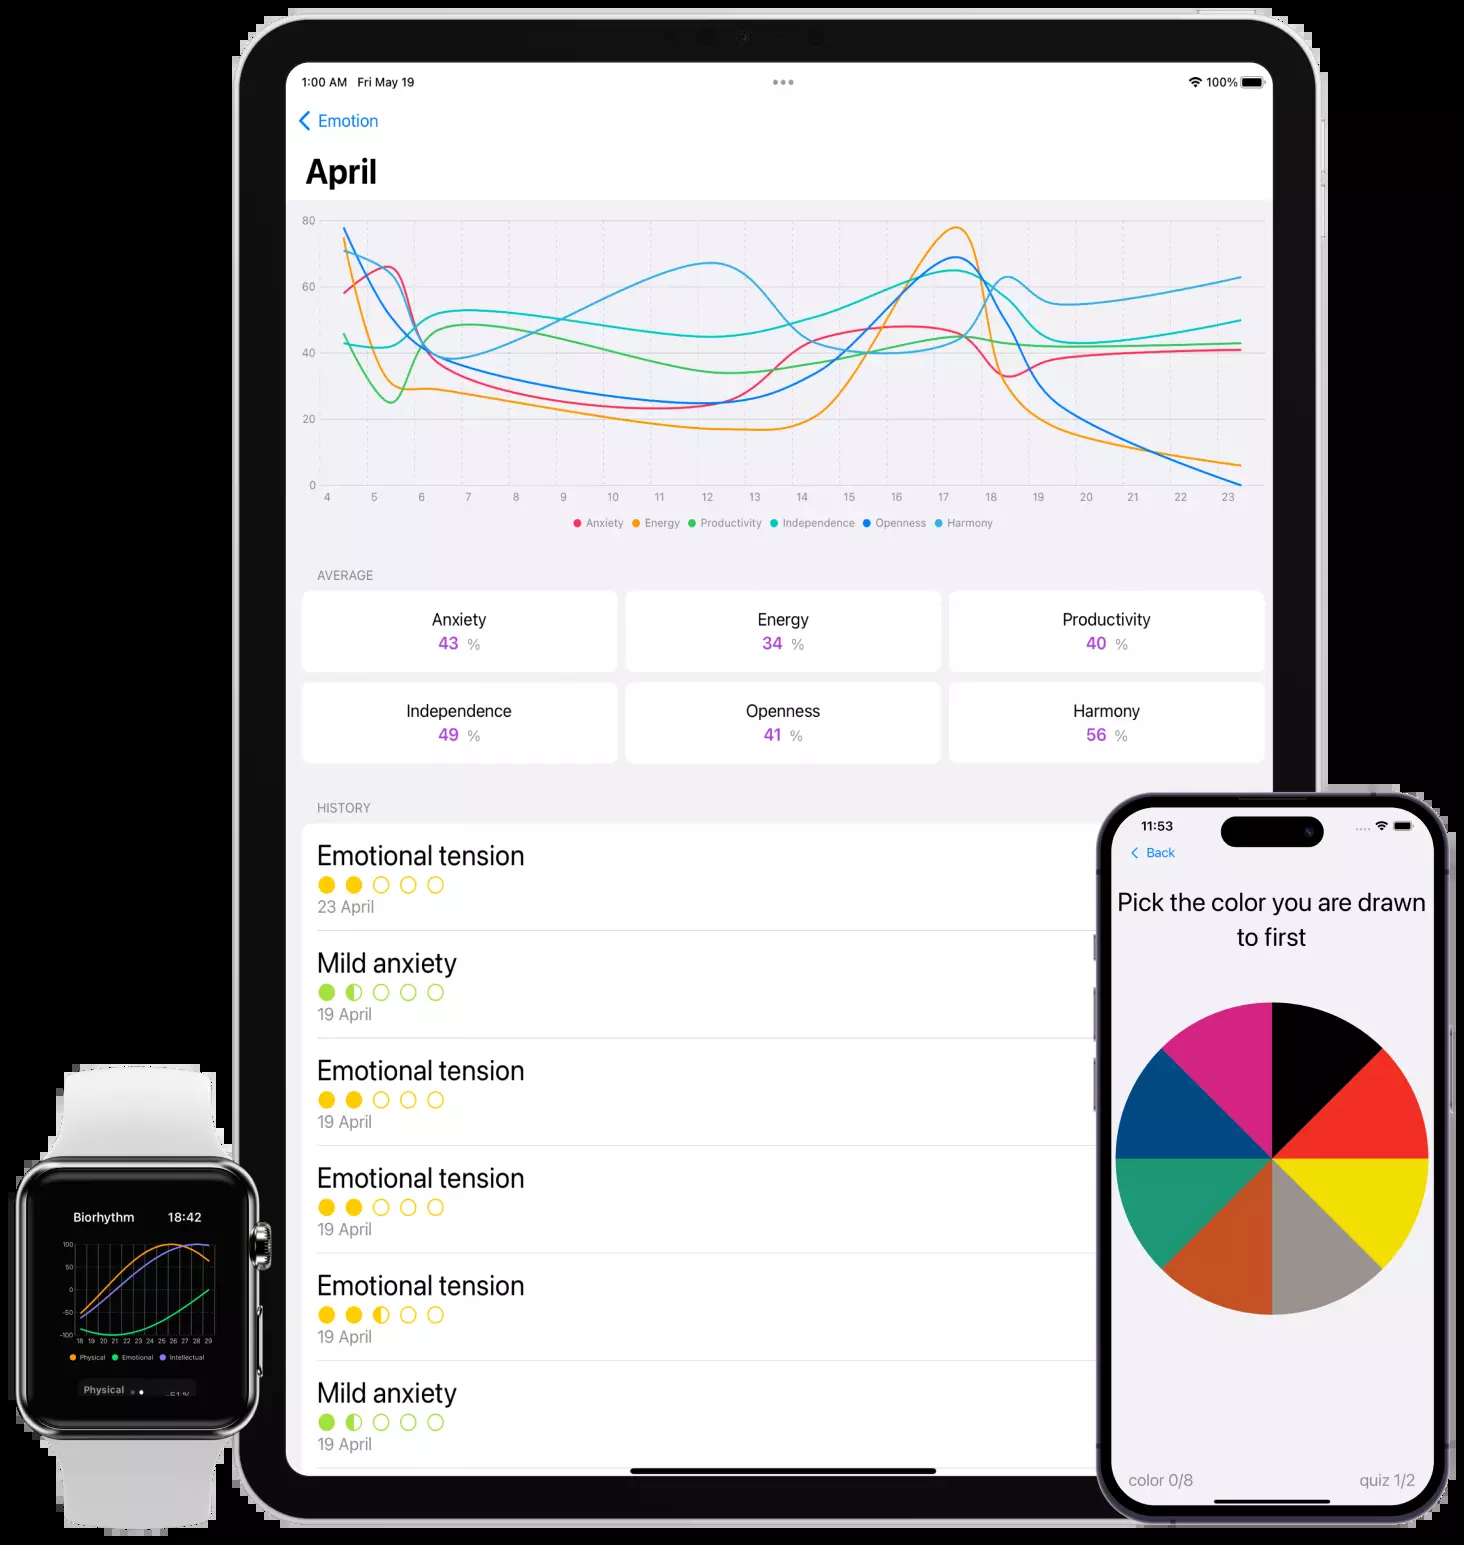 1:00 AM Fri May 19
100%
Emotion
April
80
60
40
20
0
4 5 6 7 8 9 10 11 12 13 14 15 16 17 18 19 20 21 22 23
Anxiety Energy Productivity Independence Openness Harmony
AVERAGE
Anxiety
43 %
Energy
34 %
Productivity
40 %
Independence
49 %
Openness
41 %
Harmony
56 %
HISTORY
Emotional tension
23 April
Mild anxiety
19 April
Emotional tension
19 April
Emotional tension
19 April
Emotional tension
19 April
Mild anxiety
19 April
11:53
Back
Pick the color you are drawn
to first
color 0/8
quiz 1/2
Biorhythm 18:42
100
50
0
-50
-100
18 19 20 21 22 23 24 25 26 27 28 29
Physical Emotional Intellectual
Physical